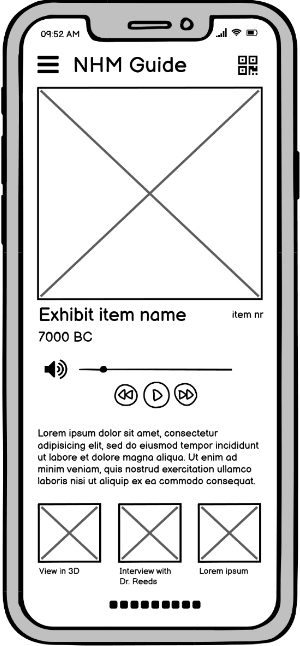 09:52 AM
NHM Guide
Exhibit item name
item nr
7000 BC
Lorem ipsum dolor sit amet, consectetur
adipisicing elit, sed do eiusmod tempor incididunt
ut labore et dolore magna aliqua. Ut enim ad
minim veniam, quis nostrud exercitation ullamco
laboris nisi ut aliquip ex ea commodo consequat.
View in 3D
Interview with
Dr. Reeds
Lorem ipsum